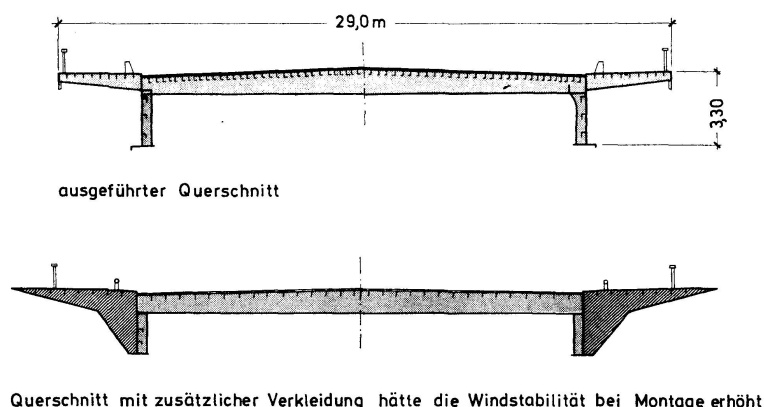 29,0 m
3,30
ausgeführter Querschnitt
Querschnitt mit zusätzlicher Verkleidung hätte die Windstabilität bei Montage erhöht